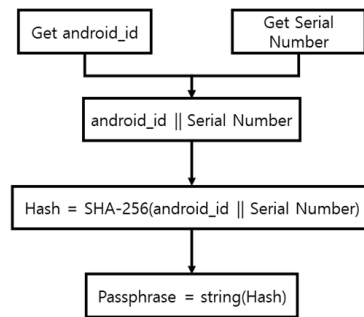 Get android_id
Get Serial
Number
android_id || Serial Number
Hash = SHA-256(android_id || Serial Number)
Passphrase = string(Hash)